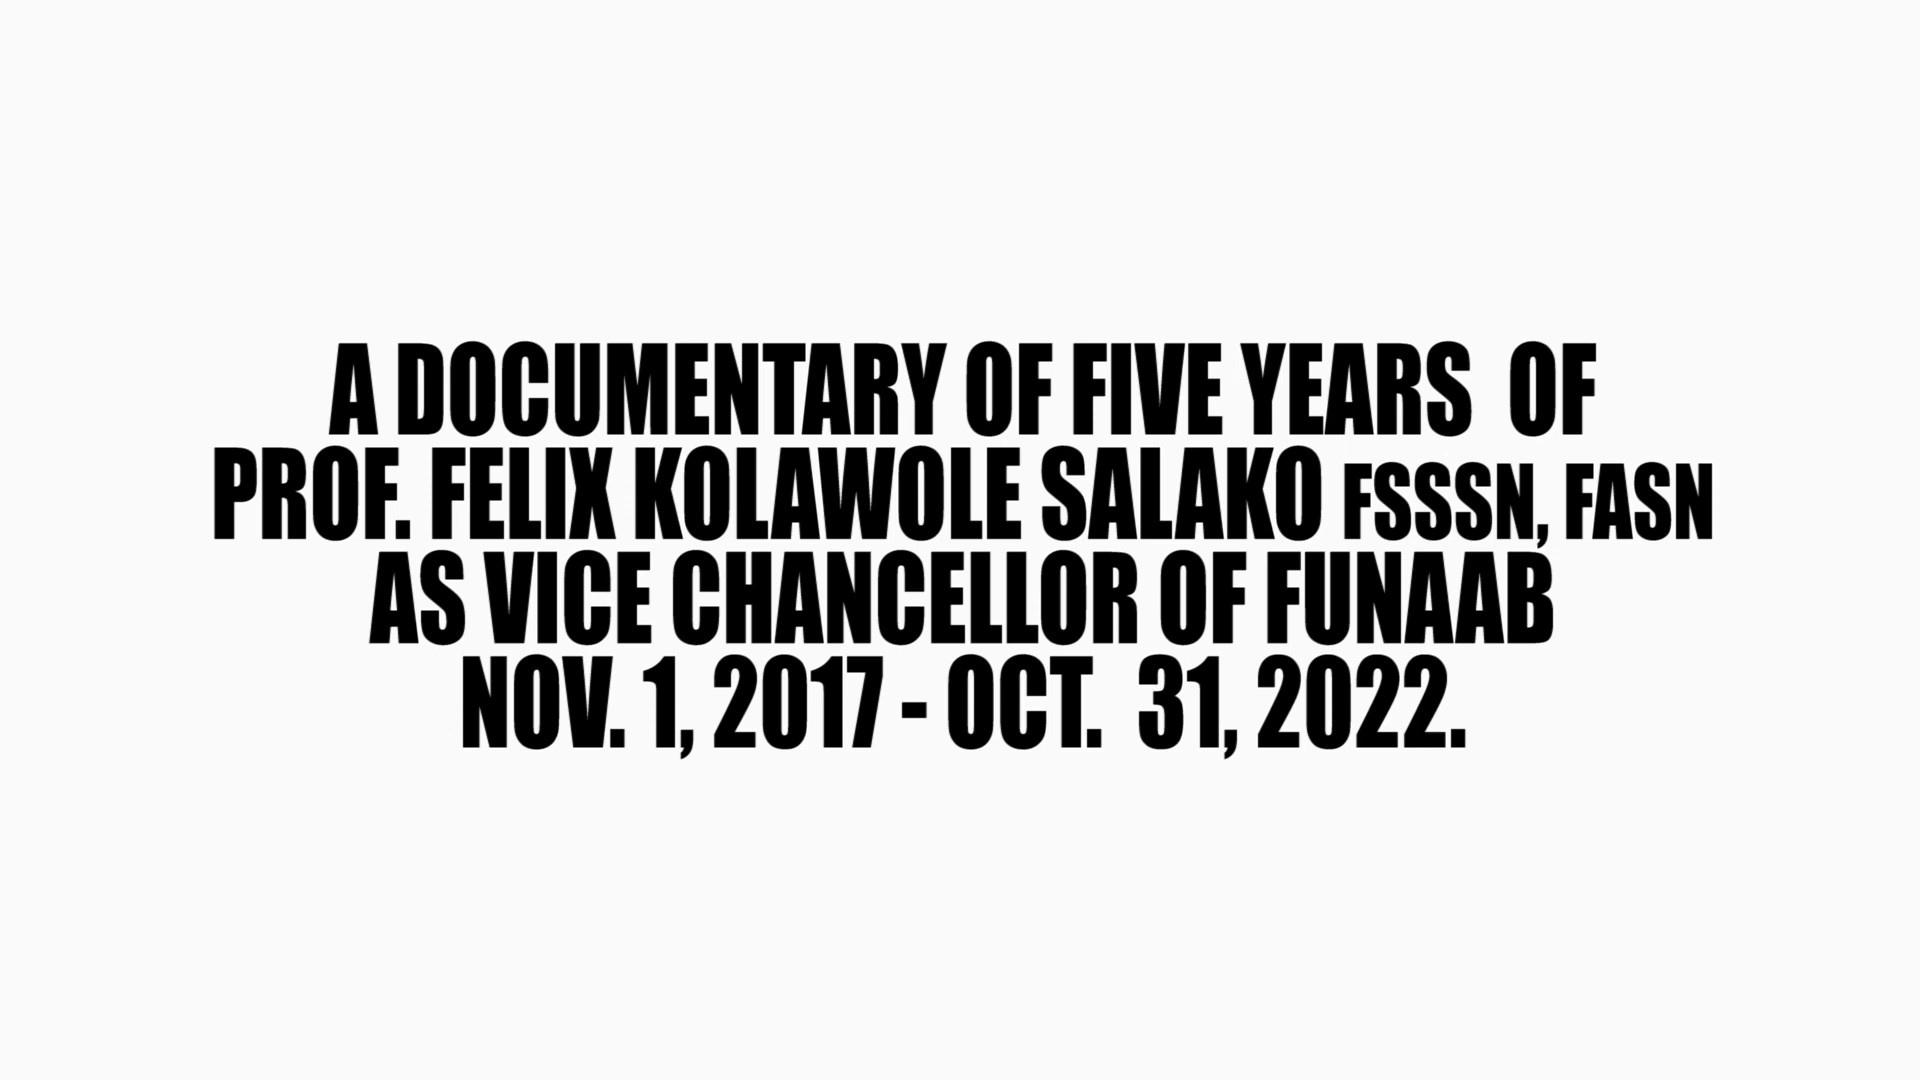 A DOCUMENTARY OF FIVE YEARS  OF
PROF. FELIX KOLAWOLE SALAKO FSSSN, FASN
AS VICE CHANCELLOR OF FUNAAB
NOV. 1, 2017 - OCT.  31, 2022.